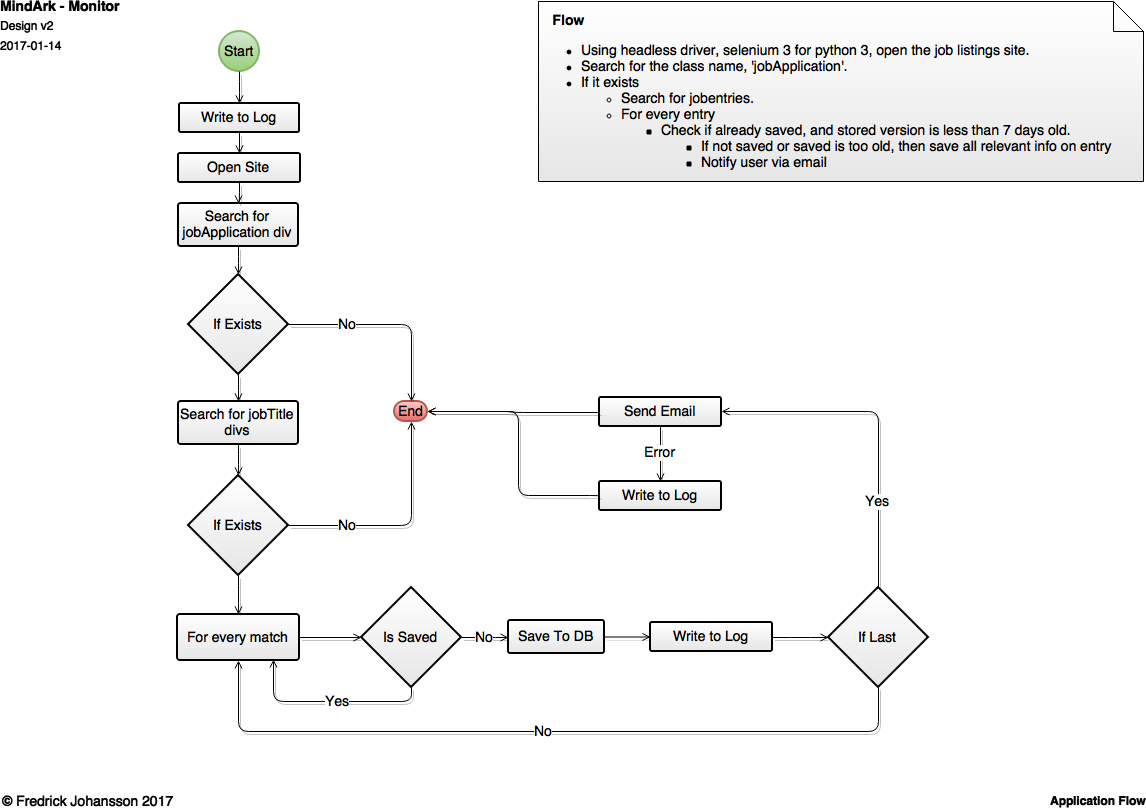 MindArk - Monitor
Design v2
2017-01-14
Flow
Using headless driver, selenium 3 for python 3, open the job listings site.
Search for the class name, 'jobApplication'.
If it exists
Search for jobentries.
For every entry
Check if already saved, and stored version is less than 7 days old.
If not saved or saved is too old, then save all relevant info on entry
Notify user via email
Start
Write to Log
Open Site
Search for
jobApplication div
If Exists
No
Search for jobTitle
divs
End
Send Email
Error
Write to Log
Yes
If Exists
No
For every match
Is Saved
No
Save To DB
Write to Log
If Last
Yes
No
© Fredrick Johansson 2017
Application Flow